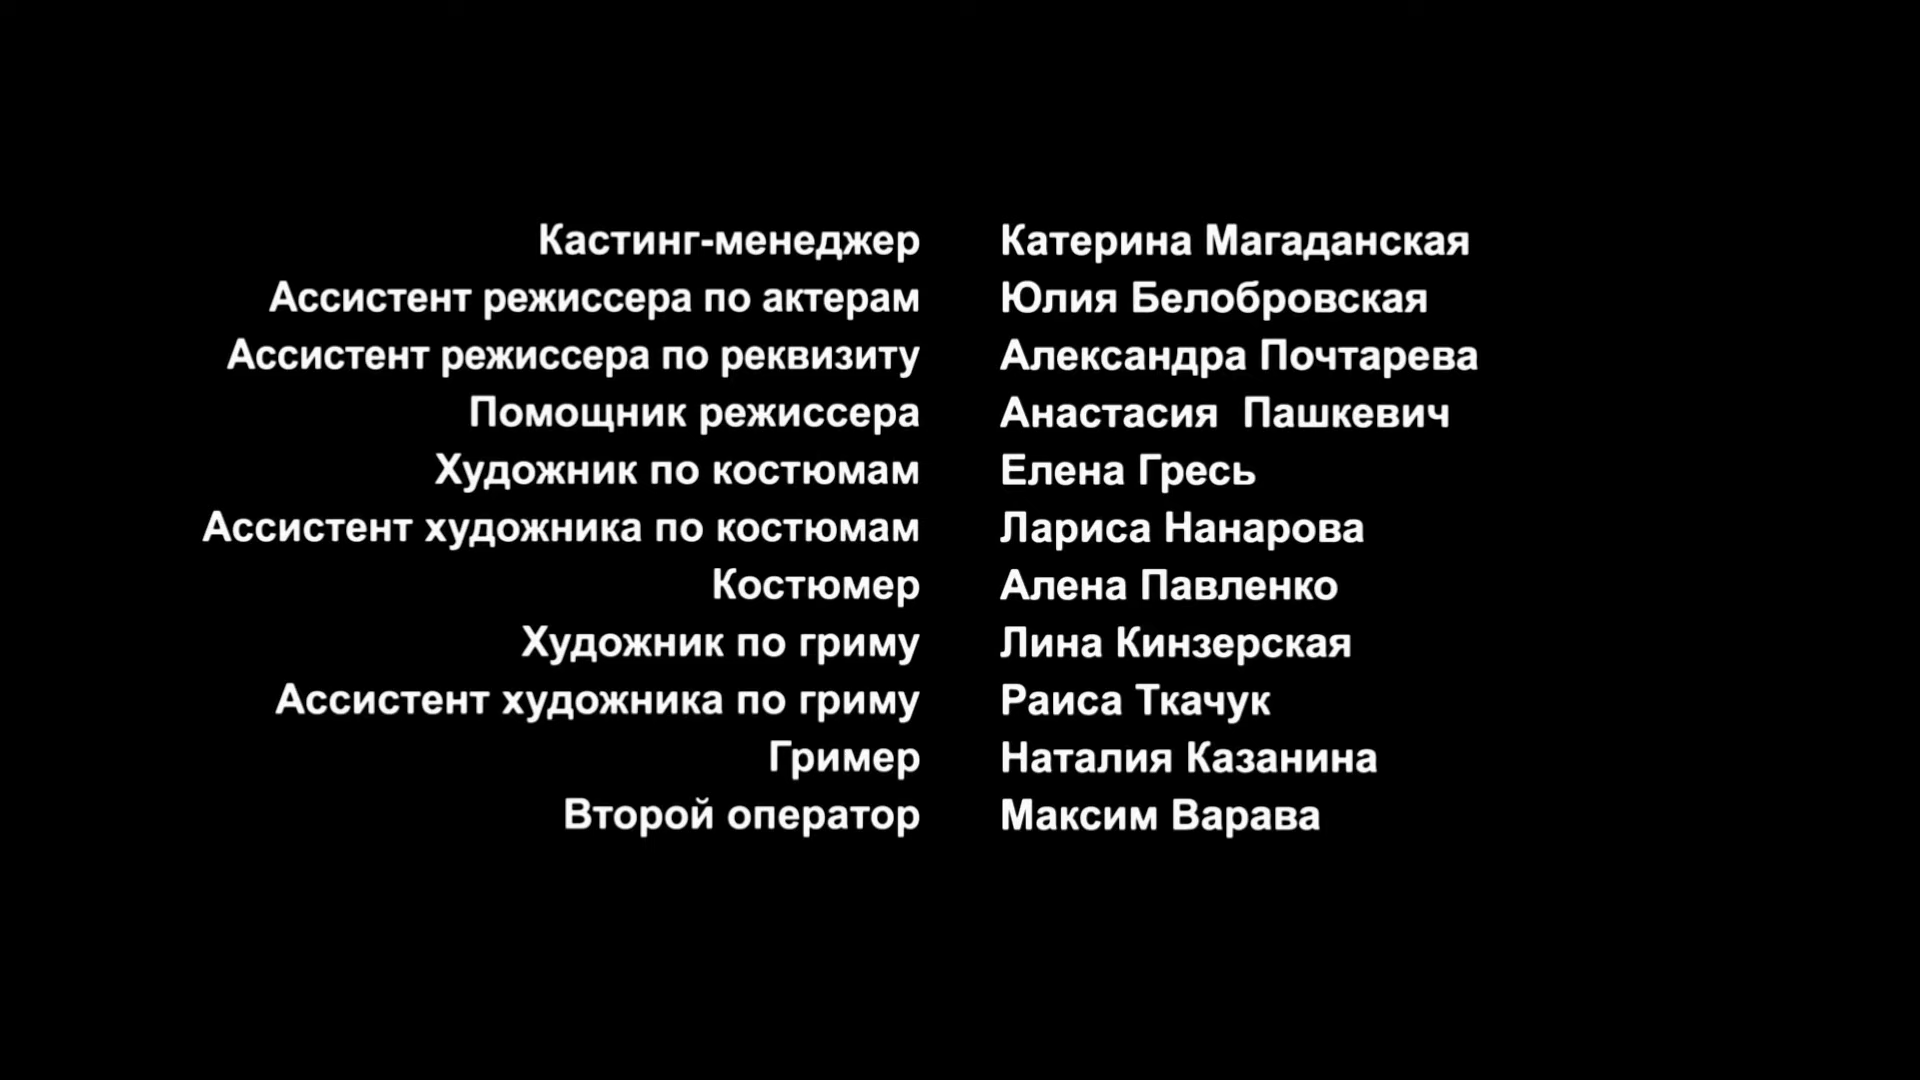 Кастинг-менеджер Катерина Магаданская
Ассистент режиссера по актерам Юлия Белобровская
Ассистент режиссера по реквизиту Александра Почтарева
Помощник режиссера Анастасия  Пашкевич
Художник по костюмам Елена Гресь
Ассистент художника по костюмам Лариса Нанарова
Костюмер Алена Павленко
Художник по гриму Лина Кинзерская
Ассистент художника по гриму Раиса Ткачук
Гример Наталия Казанина
Второй оператор Максим Варава